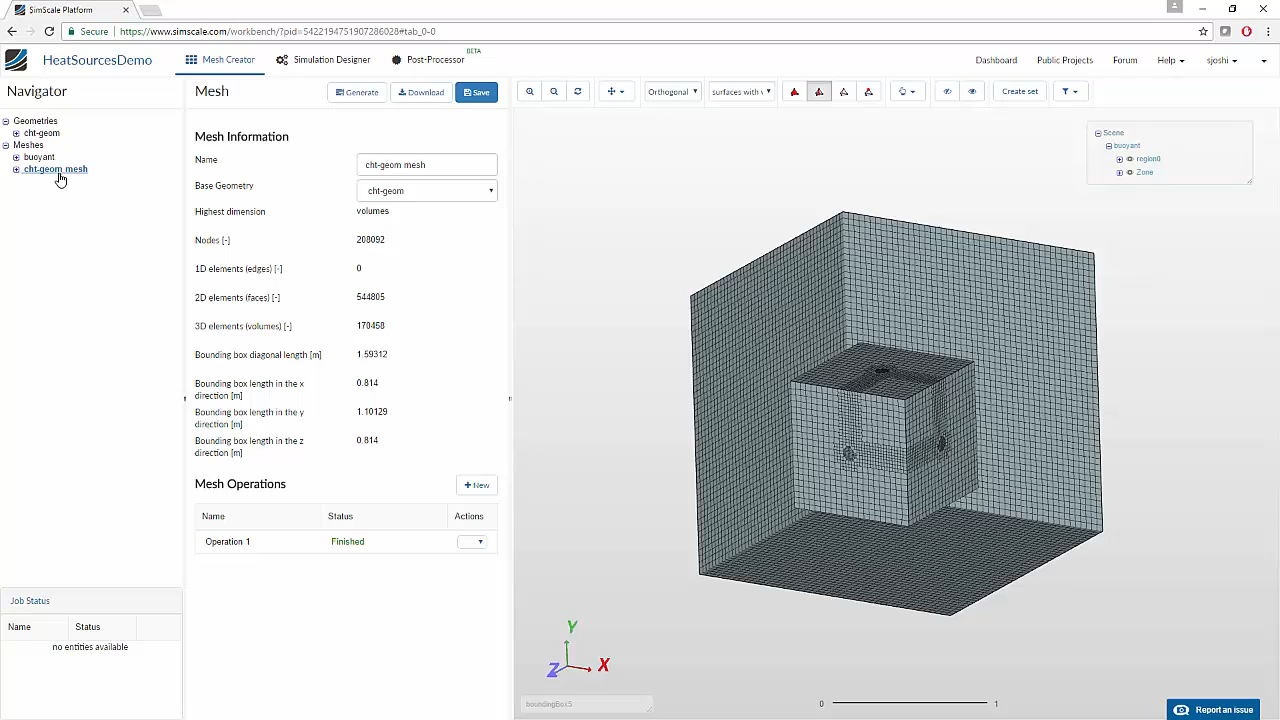 SimScale Platform
Secure
https://www.simscale.com/workbench/?pid=5422194751907286028#tab_0-0
HeatSourcesDemo
Mesh Creator
Simulation Designer
Post-Processor
BETA
Dashboard
Public Projects
Forum
Help
sjoshi
Navigator
Geometries
cht-geom
Meshes
buoyant
cht-geom mesh
Job Status
Name Status
no entities available
Mesh
Generate
Download
Save
Mesh Information
Name cht-geom mesh
Base Geometry cht-geom
Highest dimension volumes
Nodes [-] 208092
1D elements (edges) [-] 0
2D elements (faces) [-] 544805
3D elements (volumes) [-] 170458
Bounding box diagonal length [m] 1.59312
Bounding box length in the x 0.814
direction [m]
Bounding box length in the y 1.10129
direction [m]
Bounding box length in the z 0.814
direction [m]
Mesh Operations
+ New
Name Status Actions
Operation 1 Finished
Orthogonal
surfaces with
Create set
Scene
buoyant
region0
Zone
Y
X
Z
boundingBox5
0 1
Report an issue